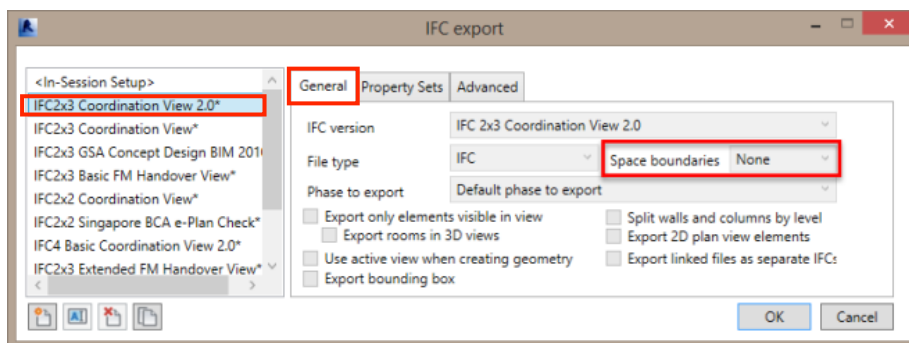 IFC export
<In-Session Setup>
IFC2x3 Coordination View 2.0*
IFC2x3 Coordination View*
IFC2x3 GSA Concept Design BIM 201
IFC2x3 Basic FM Handover View*
IFC2x2 Coordination View*
IFC2x2 Singapore BCA e-Plan Check*
IFC4 Basic Coordination View 2.0*
IFC2x3 Extended FM Handover View*
General Property Sets Advanced
IFC version IFC 2x3 Coordination View 2.0
File type IFC Space boundaries None
Phase to export Default phase to export
Export only elements visible in view Split walls and columns by level
Export rooms in 3D views Export 2D plan view elements
Use active view when creating geometry Export linked files as separate IFCs
Export bounding box
OK Cancel